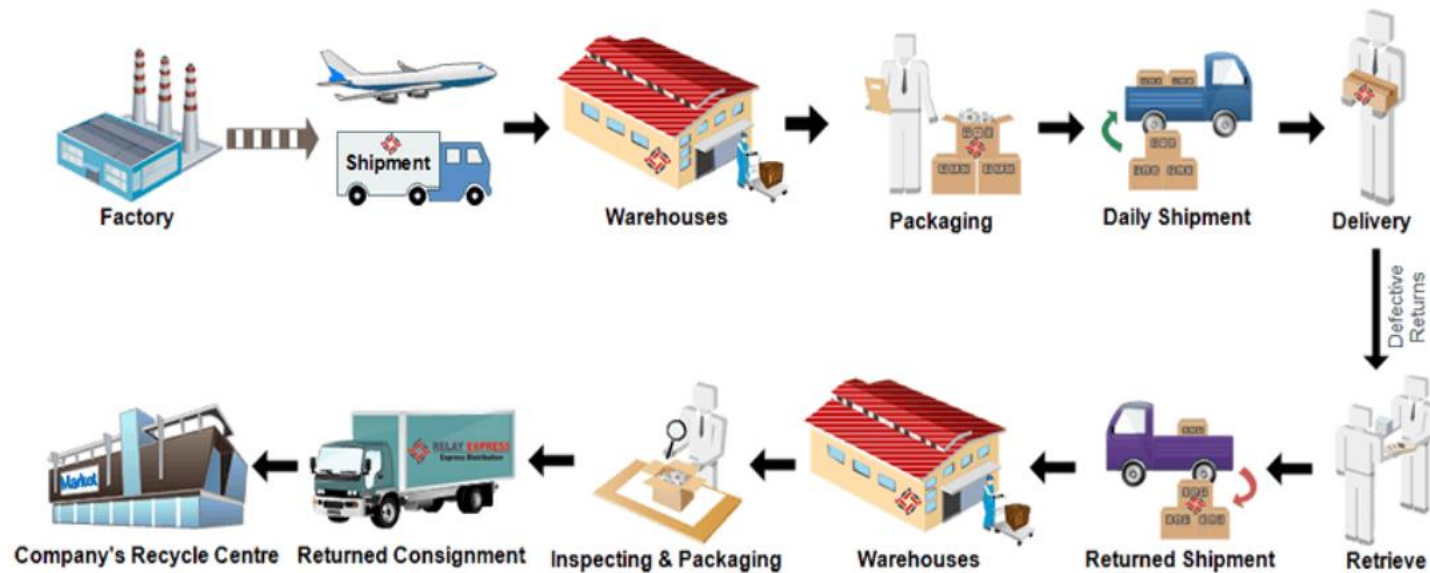 Shipment
Factory
Warehouses
Packaging
Daily Shipment
Delivery
Defective
Returns
RELAY EXPRESS
Express Distribution
Market
Company's Recycle Centre
Returned Consignment
Inspecting & Packaging
Warehouses
Returned Shipment
Retrieve